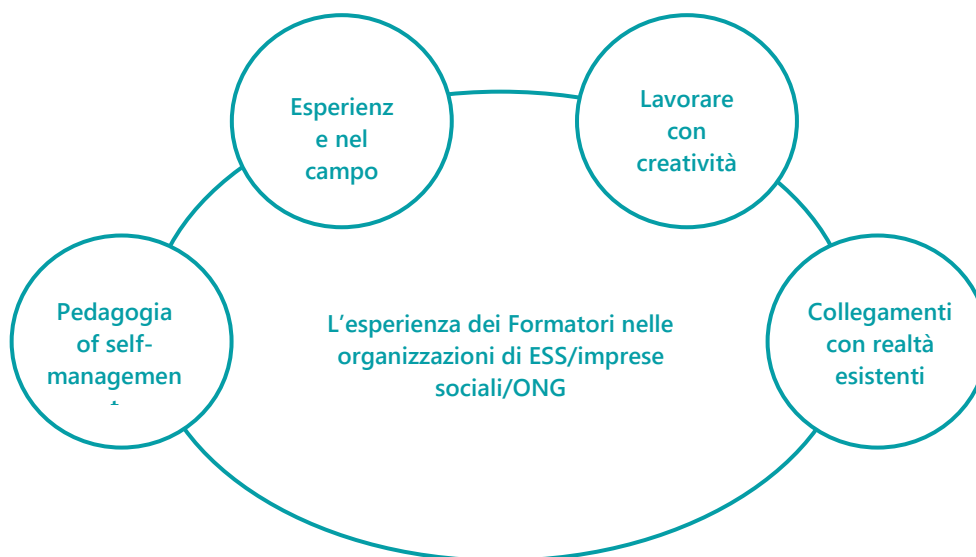 Esperienz
e nel
campo
Lavorare
con
creatività
Pedagogia
of self-
managemen
L'esperienza dei Formatori nelle
organizzazioni di ESS/imprese
sociali/ONG
Collegamenti
con realtà
esistenti